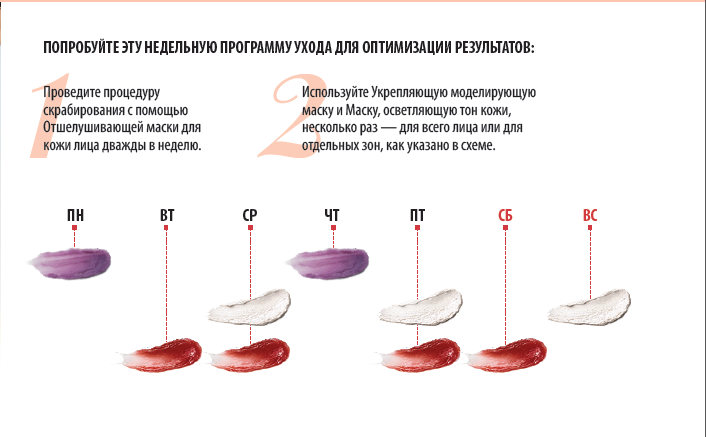 ПОПРОБУЙТЕ ЭТУ НЕДЕЛЬНУЮ ПРОГРАММУ УХОДА ДЛЯ ОПТИМИЗАЦИИ РЕЗУЛЬТАТОВ:
1
Проведите процедуру
скрабирования с помощью
Отшелушивающей маски для
кожи лица дважды в неделю.
2
Используйте Укрепляющую моделирующую
маску и Маску, осветляющую тон кожи,
несколько раз — для всего лица или для
отдельных зон, как указано в схеме.
ПН ВТ СР ЧТ ПТ СБ ВС